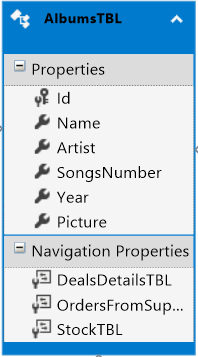 AlbumsTBL
Properties
Id
Name
Artist
SongsNumber
Year
Picture
Navigation Properties
DealsDetailsTBL
OrdersFromSup...
StockTBL